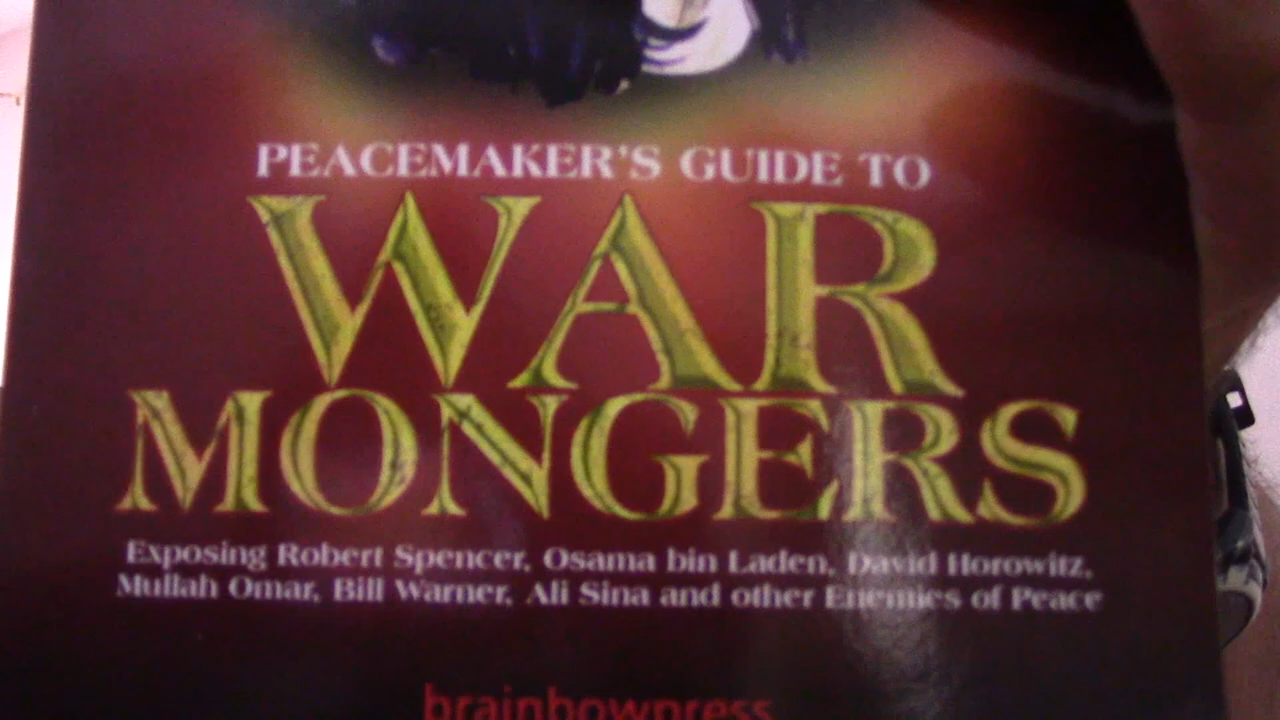 PEACEMAKER'S GUIDE TO
WAR
MONGERS
Exposing Robert Spencer, Osama bin Laden, David Horowitz,
Mullah Omar, Bill Warner, Ali Sina and other Enemies of Peace
brainbowpress